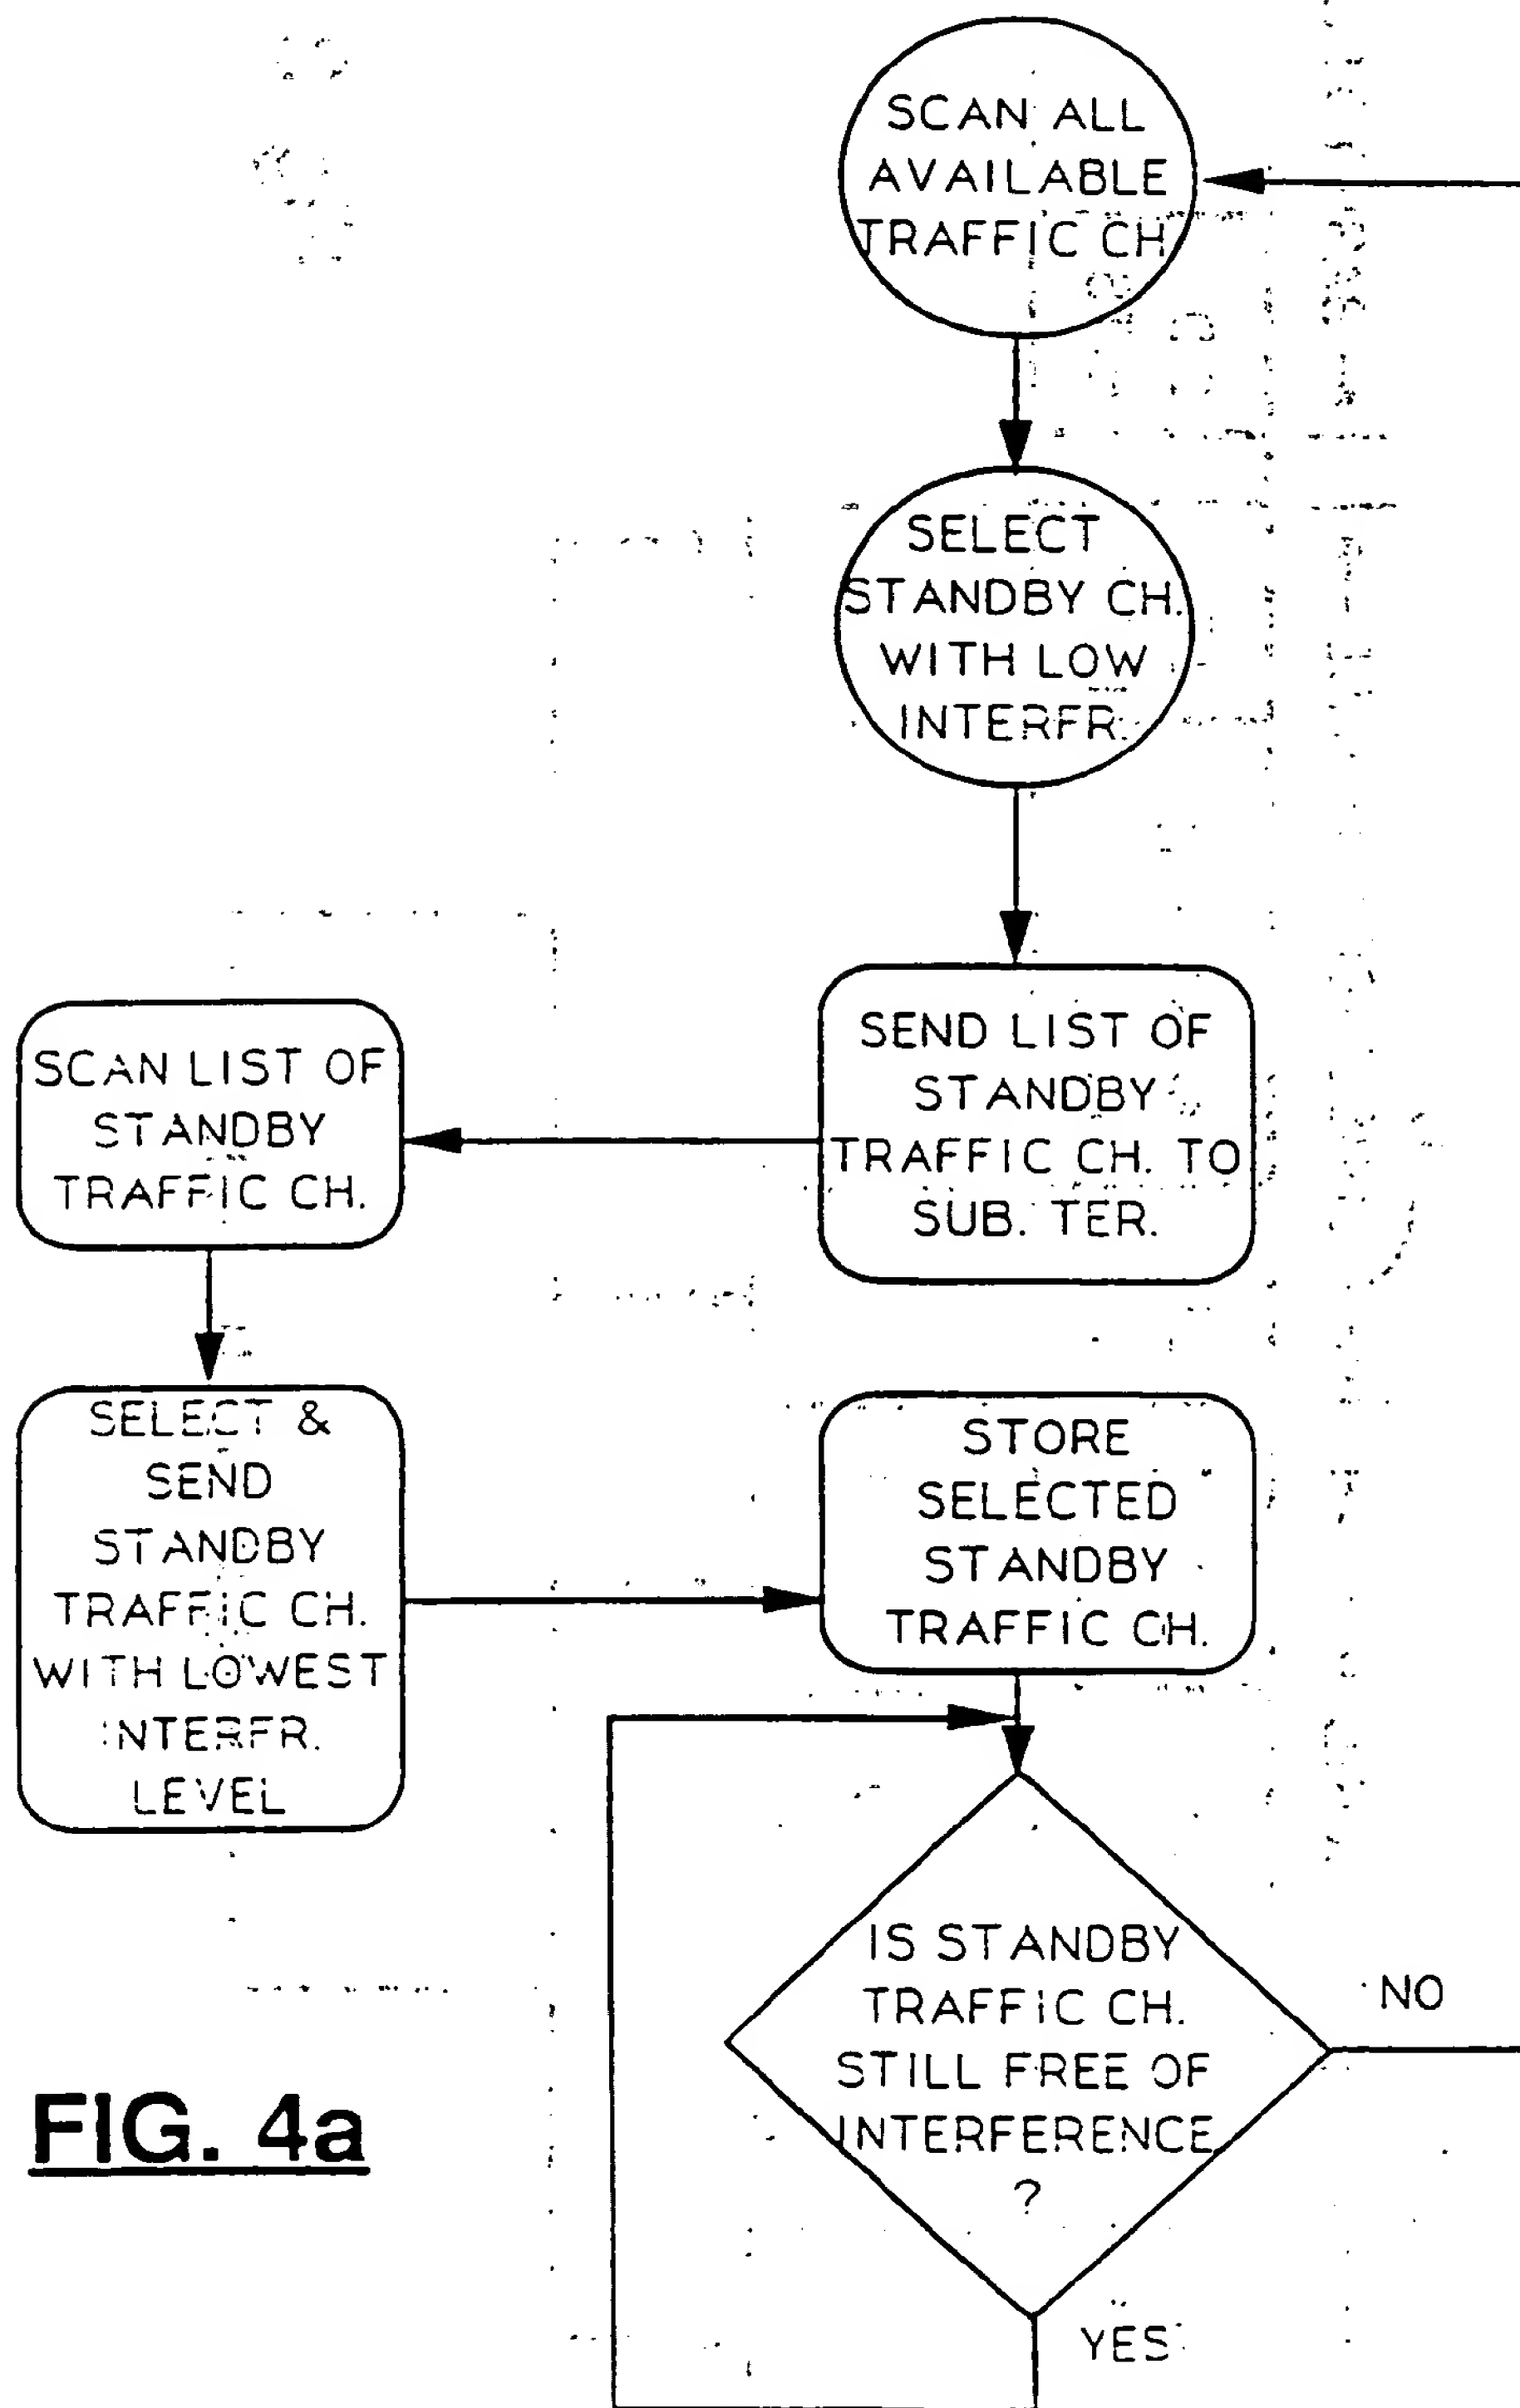 SCAN ALL
AVAILABLE
TRAFFIC CH
SELECT
STANDBY CH.
WITH LOW
INTERFR.
SEND LIST OF
STANDBY
TRAFFIC CH. TO
SUB. TER.
SCAN LIST OF
STANDBY
TRAFFIC CH.
SELECT &
SEND
STANDBY
TRAFFIC CH.
WITH LOWEST
INTERFR.
LEVEL
STORE
SELECTED
STANDBY
TRAFFIC CH.
IS STANDBY
TRAFFIC CH.
STILL FREE OF
INTERFERENCE
?
NO
YES
FIG. 4a